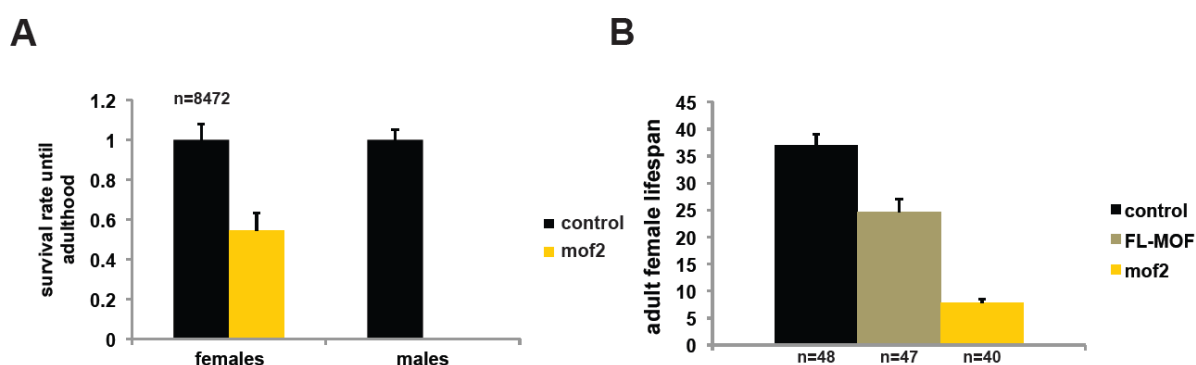 A
n=8472
survival rate until
adulthood
1.2
1
0.8
0.6
0.4
0.2
0
females
males
control
mof2
B
adult female lifespan
45
40
35
30
25
20
15
10
5
0
n=48
n=47
n=40
control
FL-MOF
mof2